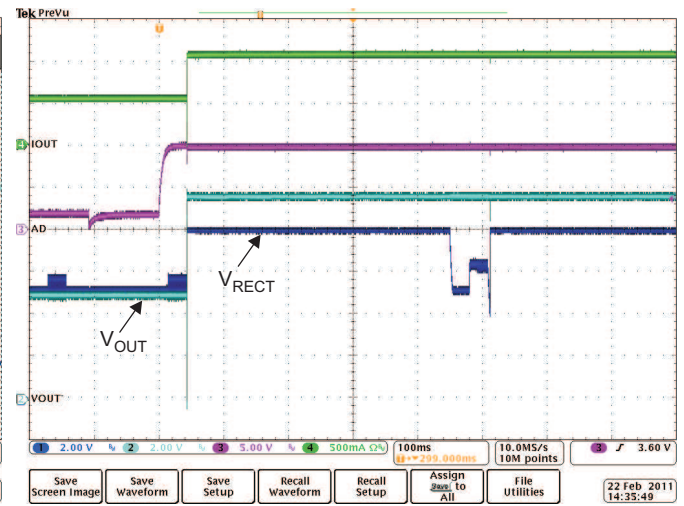 Tek PreVu
T
4 IOUT
3 AD
VRECT
VOUT
2 VOUT
1 2.00 V 2 2.00 V 3 5.00 V 4 500mA Ω 100ms 10.0MS/s 3 3.60 V
299.000ms 10M points
Save Screen Image
Save Waveform
Save Setup
Recall Waveform
Recall Setup
Assign Save to All
File Utilities
22 Feb 2011
14:35:49